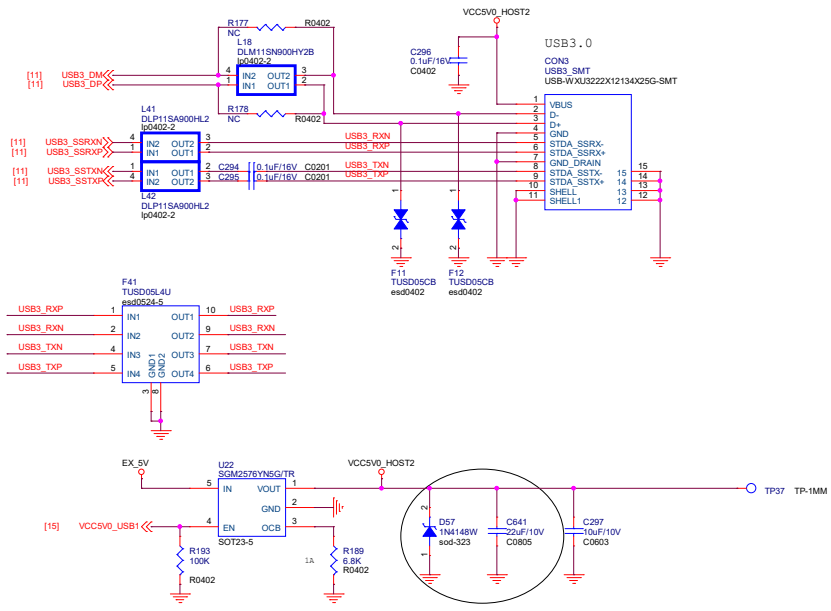 R177
NC
R0402
L18
DLM11SN900HY2B
lp0402-2
[11] USB3_DM
4 IN2 OUT2 3
[11] USB3_DP
1 IN1 OUT1 2
R178
NC
R0402
L41
DLP11SA900HL2
lp0402-2
[11] USB3_SSRXN
4 IN2 OUT2 3
USB3_RXN
[11] USB3_SSRXP
1 IN1 OUT1 2
USB3_RXP
[11] USB3_SSTXN
1 IN1 OUT1 2
C294 0.1uF/16V C0201
USB3_TXN
[11] USB3_SSTXP
4 IN2 OUT2 3
C295 0.1uF/16V C0201
USB3_TXP
L42
DLP11SA900HL2
lp0402-2
VCC5V0_HOST2
C296
0.1uF/16V
C0402
USB3.0
CON3
USB3_SMT
USB-WXU3222X12134X25G-SMT
1 VBUS
2 D-
3 D+
4 GND
5 STDA_SSRX-
6 STDA_SSRX+
7 GND_DRAIN
8 STDA_SSTX- 15 15
9 STDA_SSTX+ 14 14
10 SHELL 13 13
11 SHELL1 12 12
1
2
F11
TUSD05CB
esd0402
1
2
F12
TUSD05CB
esd0402
F41
TUSD05L4U
esd0524-5
USB3_RXP 1 IN1 OUT1 10 USB3_RXP
USB3_RXN 2 IN2 OUT2 9 USB3_RXN
USB3_TXN 4 IN3 OUT3 7 USB3_TXN
USB3_TXP 5 IN4 OUT4 6 USB3_TXP
GND1
GND2
3
8
EX_5V
U22
SGM2576YN5G/TR
5 IN VOUT 1
GND 2
[15] VCC5V0_USB1 4 EN OCB 3
SOT23-5
R193
100K
R0402
1A
R189
6.8K
R0402
VCC5V0_HOST2
2
D57
1N4148W
sod-323
1
C641
22uF/10V
C0805
C297
10uF/10V
C0603
TP37 TP-1MM